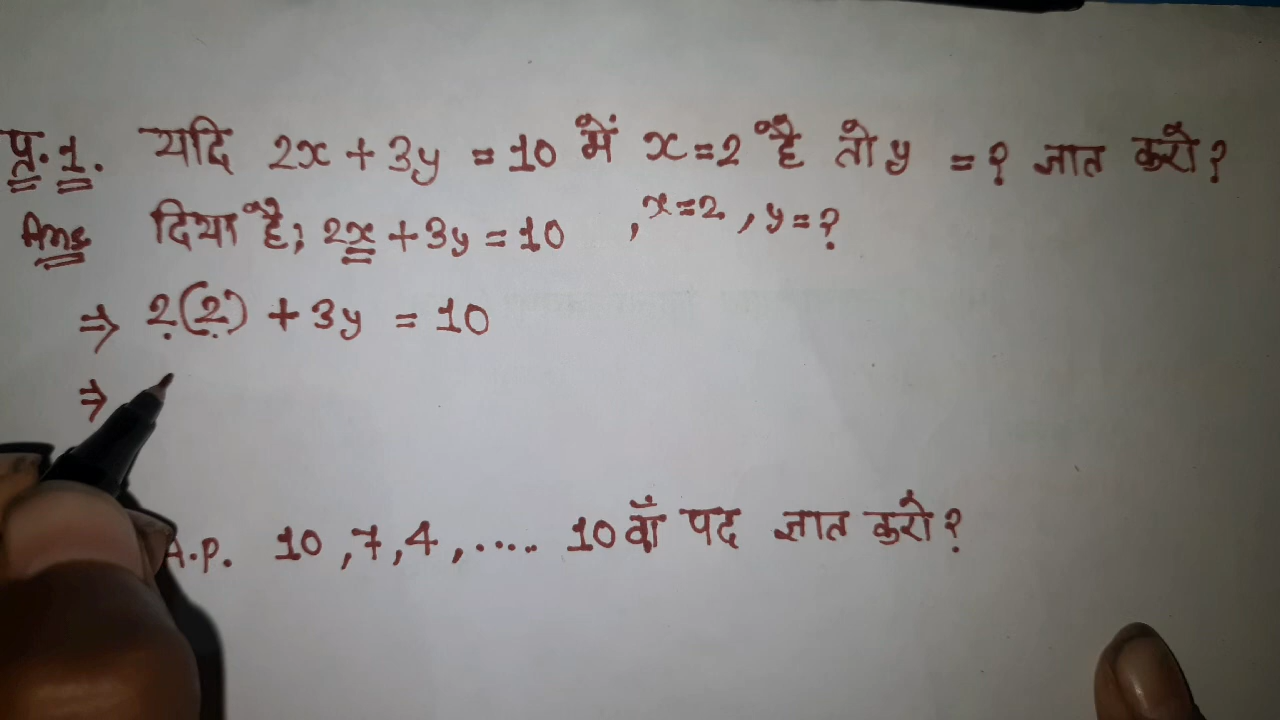 प्र.1. यदि 2x + 3y = 10 में x = 2 है तो y = ? ज्ञात करो?
Ans दिया है; 2x + 3y = 10 , x = 2 , y = ?
⇒ 2(2) + 3y = 10
⇒
A.P. 10 , 7 , 4 , ..... 10 वाँ पद ज्ञात करो?